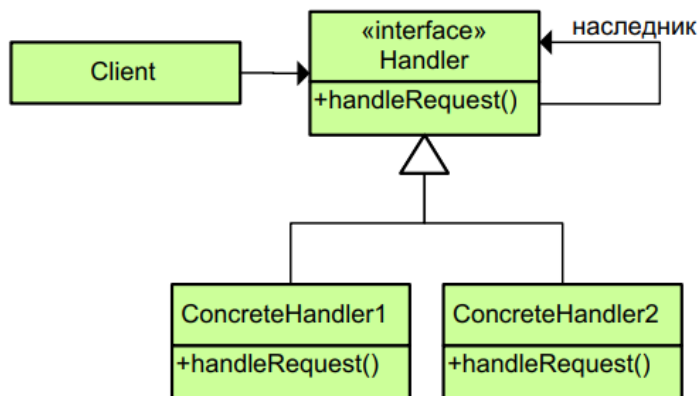 «interface»
наследник
Client
Handler
+handleRequest()
ConcreteHandler1
ConcreteHandler2
+handleRequest()
+handleRequest()